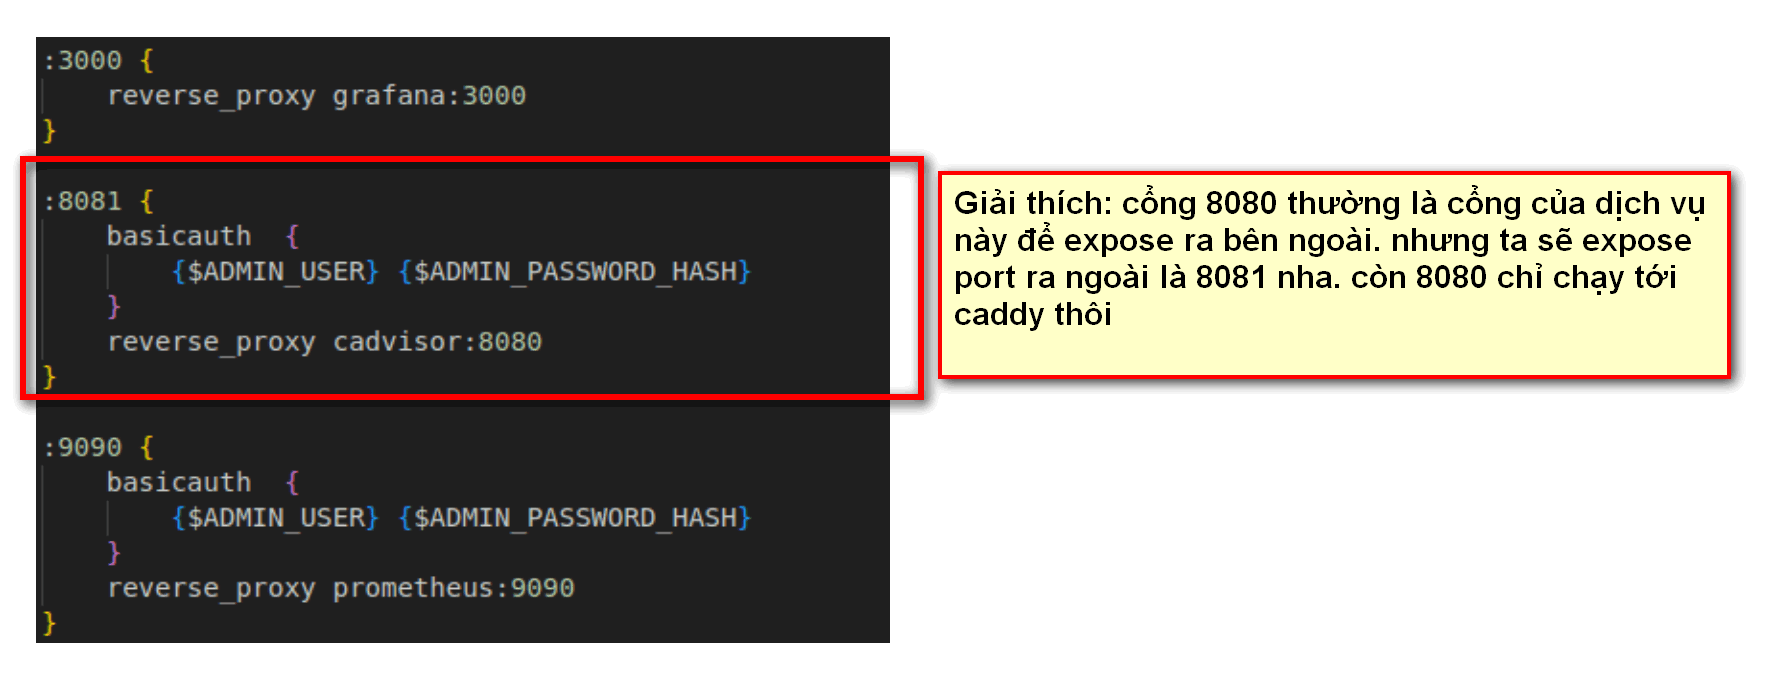 :3000 {
reverse_proxy grafana:3000
}
:8081 {
basicauth  {
{$ADMIN_USER} {$ADMIN_PASSWORD_HASH}
}
reverse_proxy cadvisor:8080
}
:9090 {
basicauth  {
{$ADMIN_USER} {$ADMIN_PASSWORD_HASH}
}
reverse_proxy prometheus:9090
}
Giải thích: cổng 8080 thường là cổng của dịch vụ
này để expose ra bên ngoài. nhưng ta sẽ expose
port ra ngoài là 8081 nha. còn 8080 chỉ chạy tới
caddy thôi